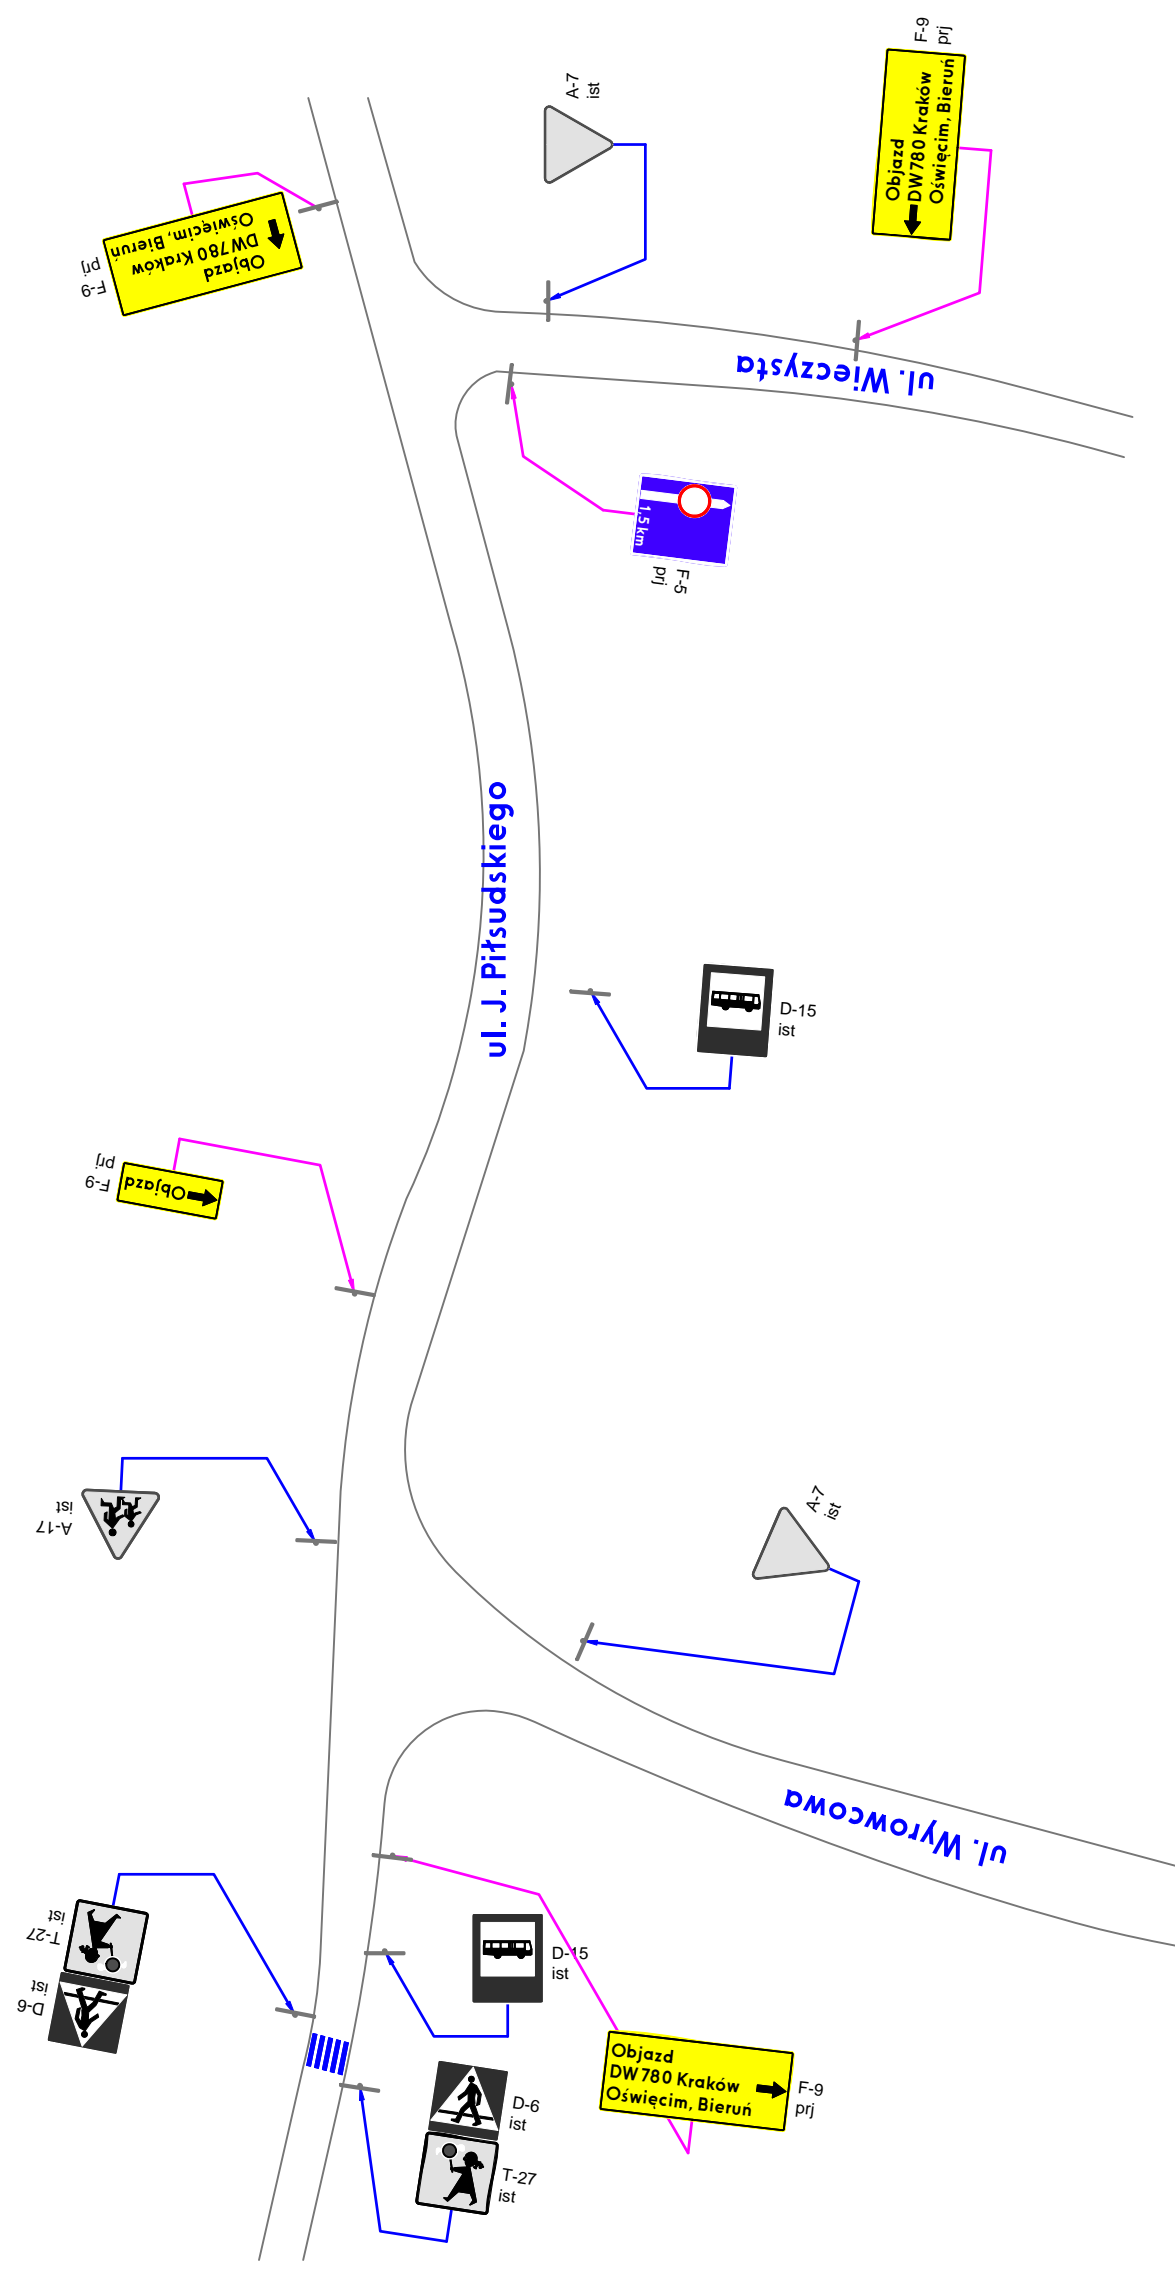 F-9
prj
Objazd
DW780 Kraków
Oświęcim, Bieruń
A-7
ist
Objazd
DW780 Kraków
Oświęcim, Bieruń
F-9
prj
ul. Wieczysta
1,5 km
F-5
prj
ul. J. Piłsudskiego
D-15
ist
F-9
prj
Objazd
A-17
ist
A-7
ist
ul. Wyrowcowa
T-27
ist
D-6
ist
D-15
ist
Objazd
DW780 Kraków
Oświęcim, Bieruń
F-9
prj
D-6
ist
T-27
ist